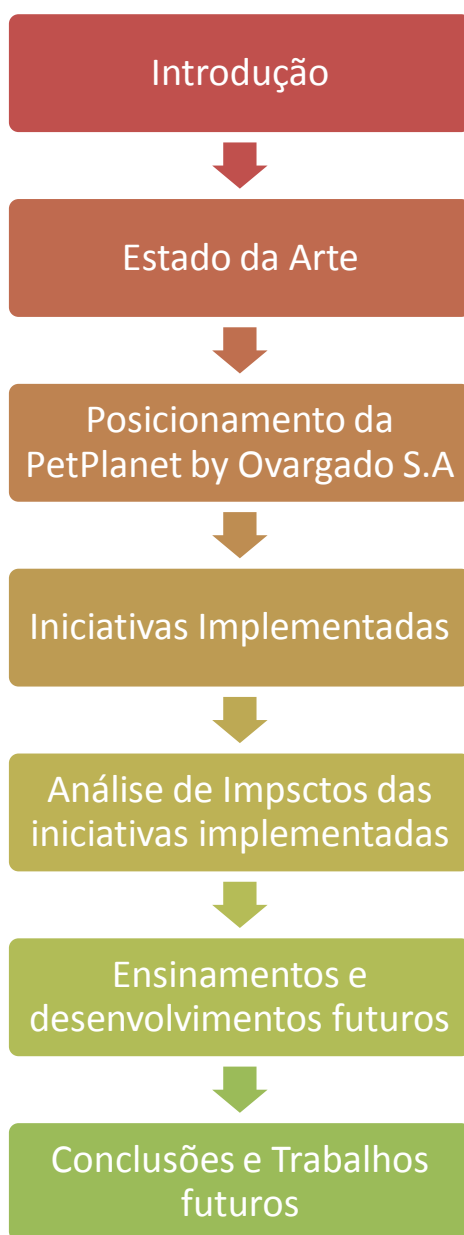 Introdução
Estado da Arte
Posicionamento da
PetPlanet by Ovargado S.A
Iniciativas Implementadas
Análise de Impsctos das
iniciativas implementadas
Ensinamentos e
desenvolvimentos futuros
Conclusões e Trabalhos
futuros